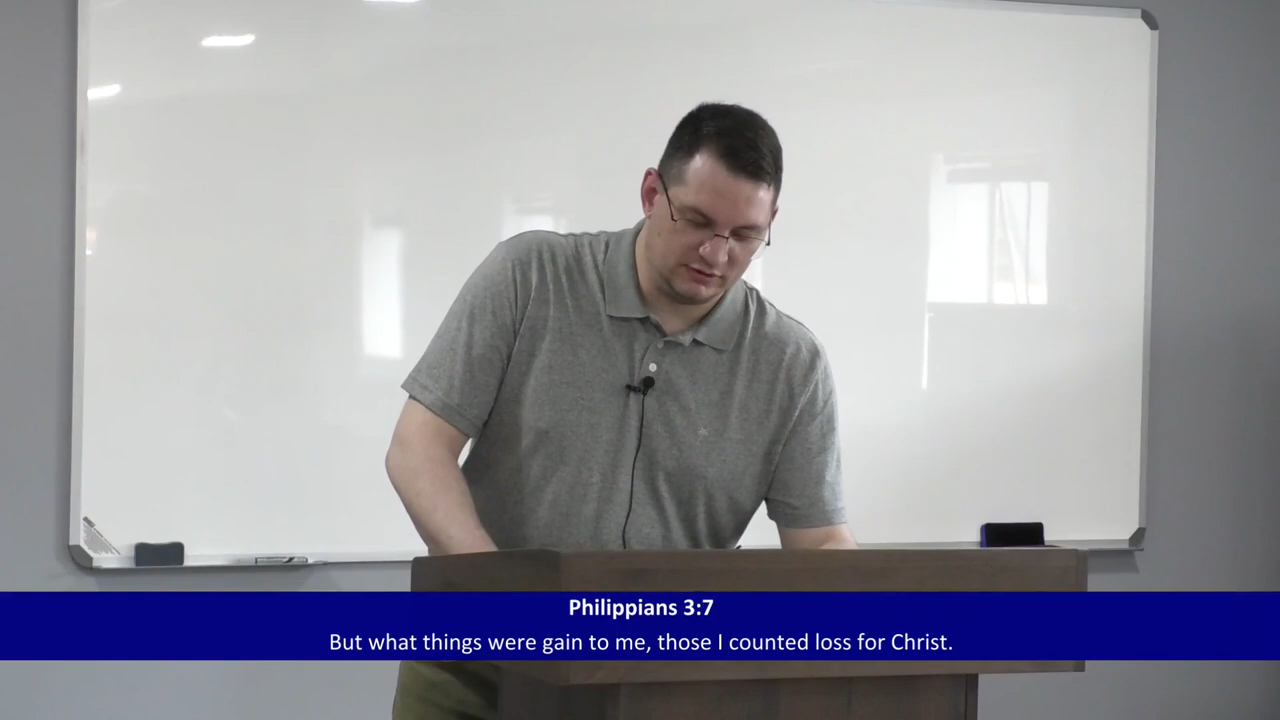 Philippians 3:7
But what things were gain to me, those I counted loss for Christ.